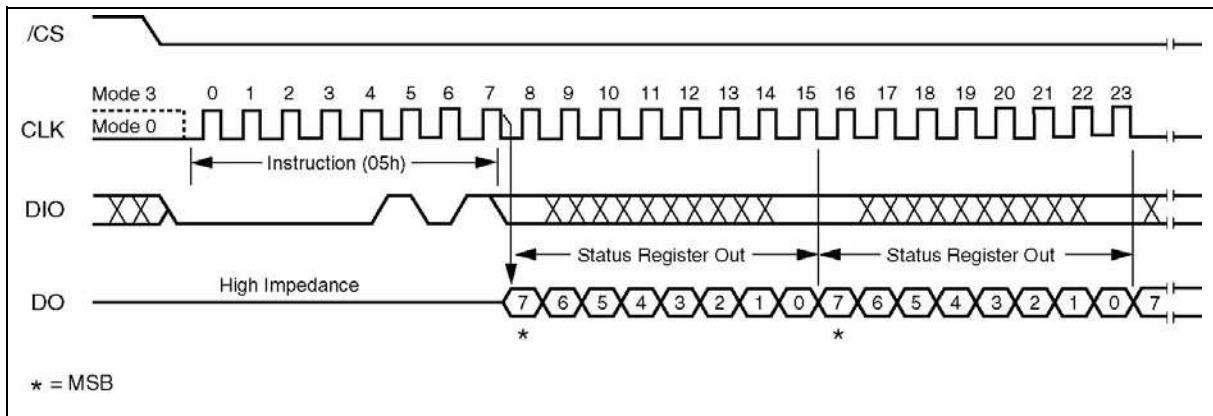 /CS
Mode 3
0 1 2 3 4 5 6 7 8 9 10 11 12 13 14 15 16 17 18 19 20 21 22 23
CLK
Mode 0
Instruction (05h)
DIO
Status Register Out
Status Register Out
High Impedance
DO
7 6 5 4 3 2 1 0 7 6 5 4 3 2 1 0 7
* *
* = MSB